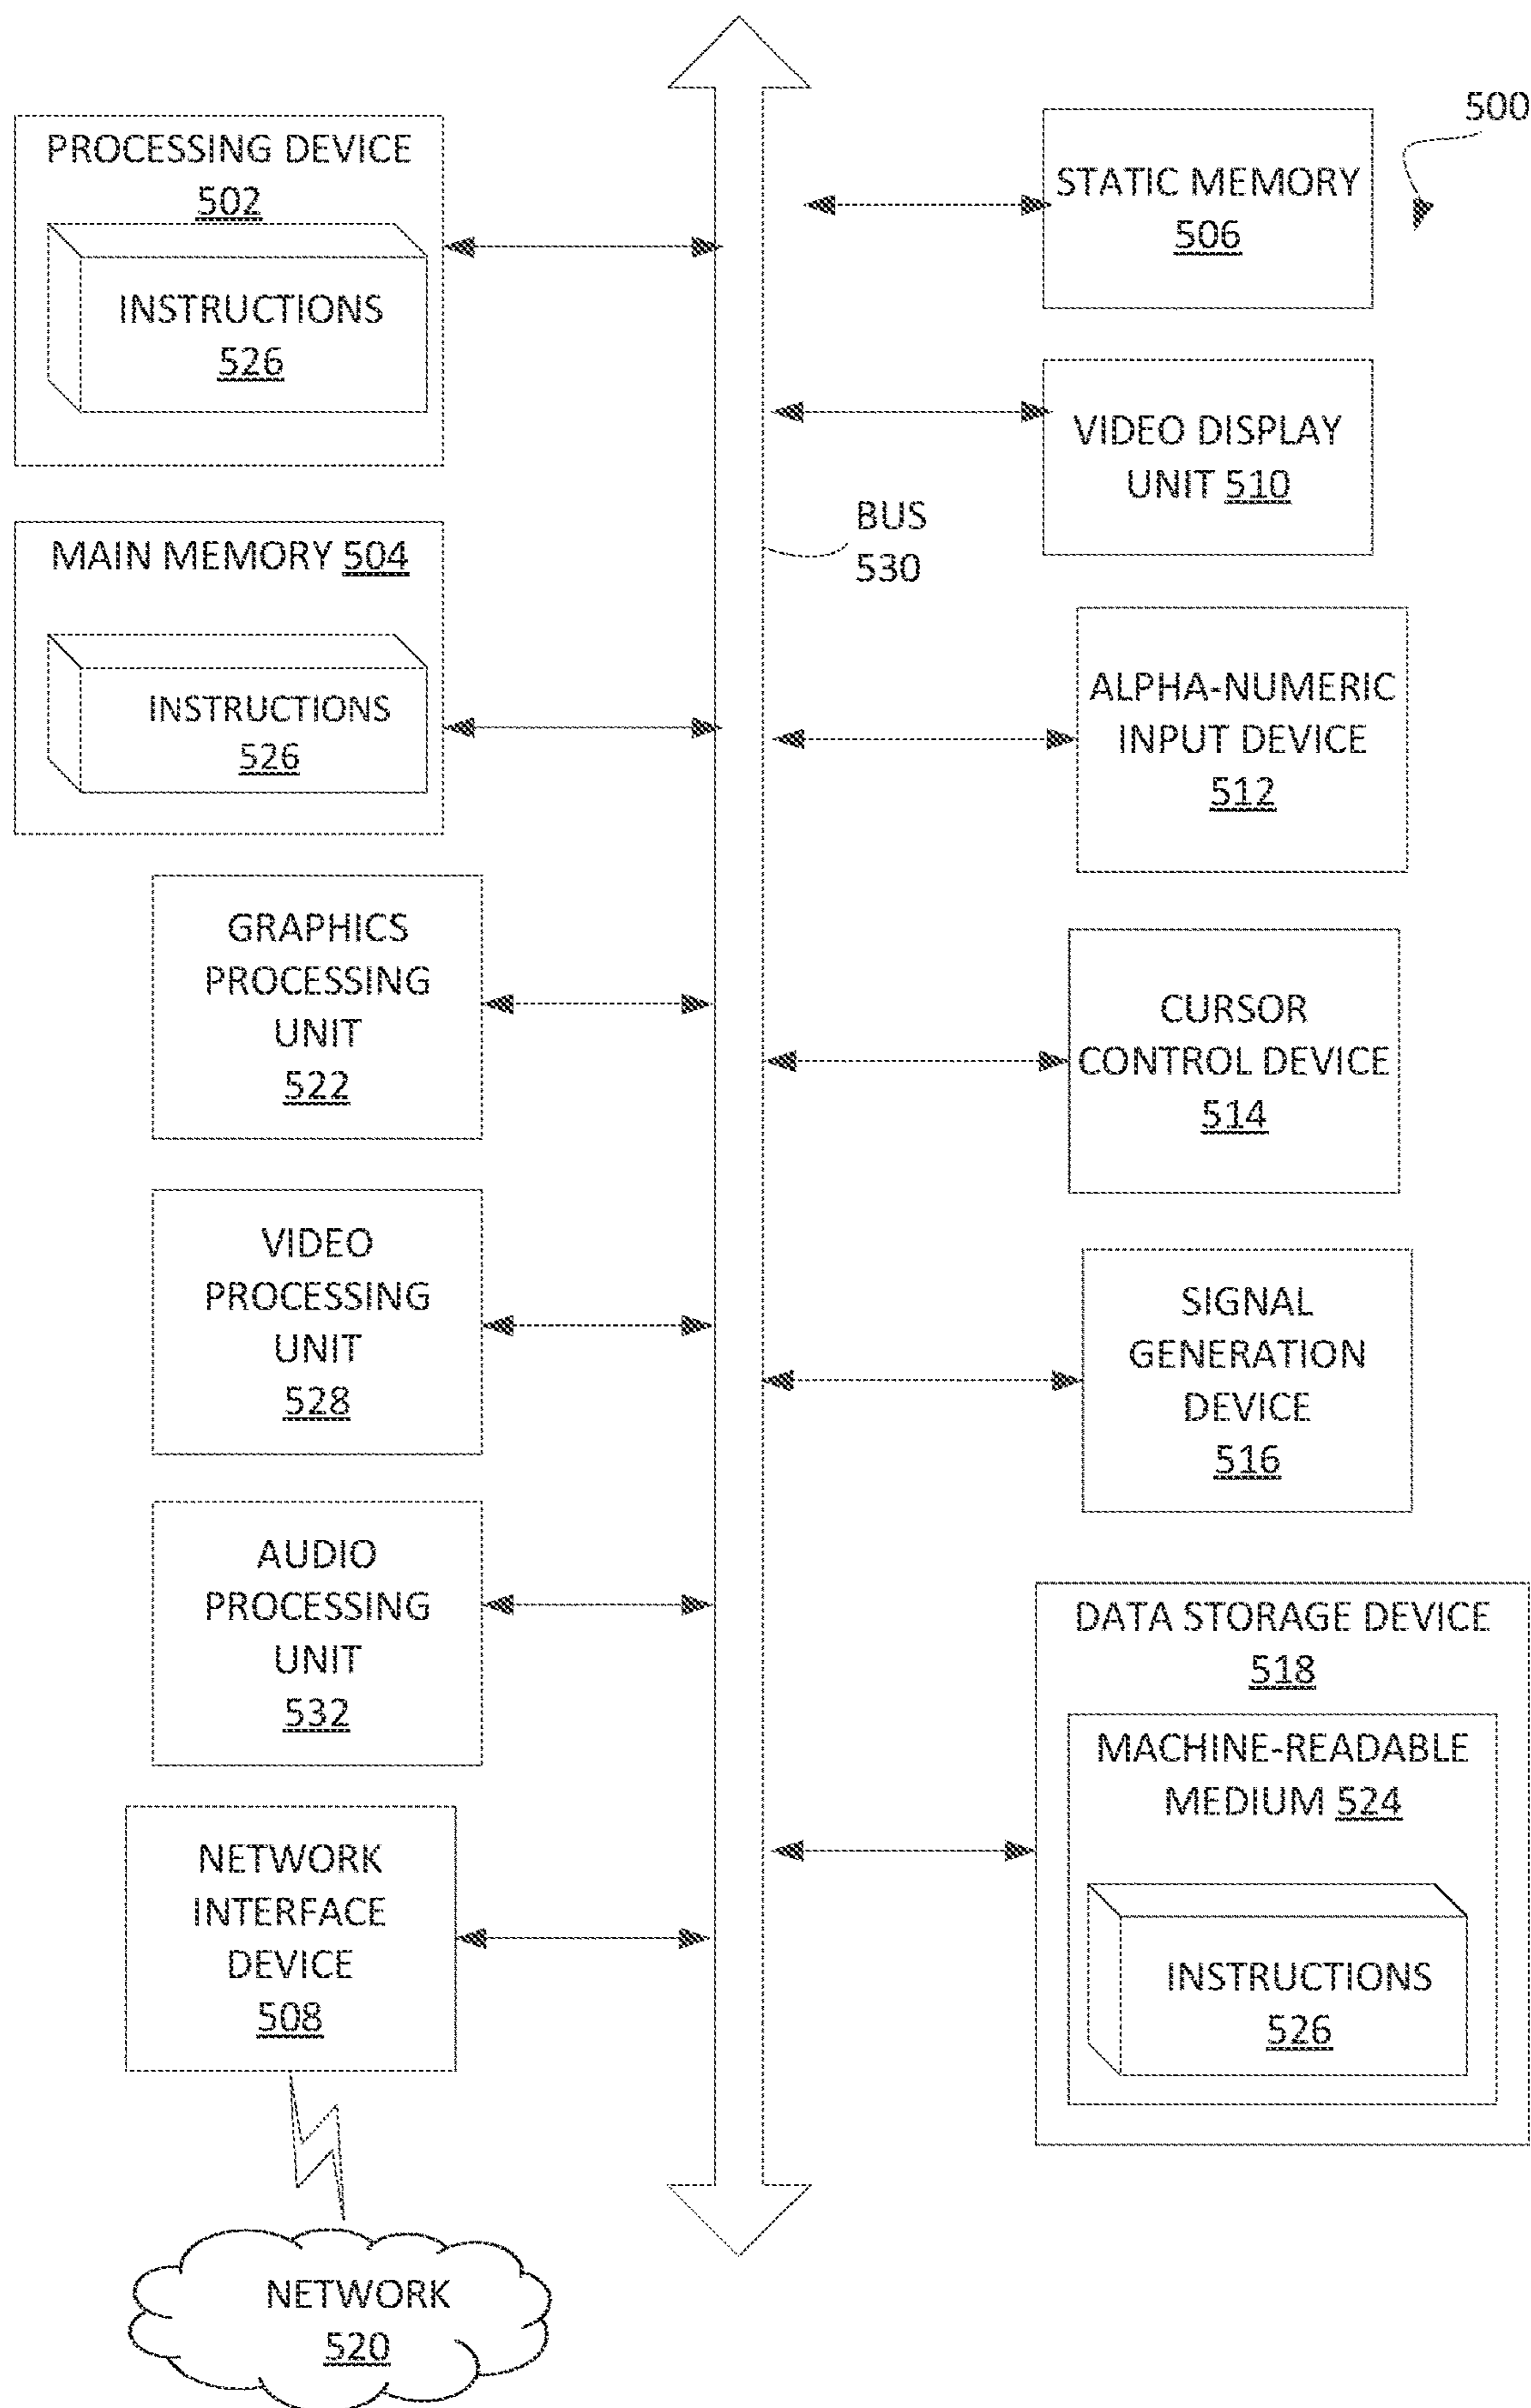 PROCESSING DEVICE
502
INSTRUCTIONS
526
MAIN MEMORY 504
INSTRUCTIONS
526
GRAPHICS
PROCESSING
UNIT
522
VIDEO
PROCESSING
UNIT
528
AUDIO
PROCESSING
UNIT
532
NETWORK
INTERFACE
DEVICE
508
NETWORK
520
BUS
530
500
STATIC MEMORY
506
VIDEO DISPLAY
UNIT 510
ALPHA-NUMERIC
INPUT DEVICE
512
CURSOR
CONTROL DEVICE
514
SIGNAL
GENERATION
DEVICE
516
DATA STORAGE DEVICE
518
MACHINE-READABLE
MEDIUM 524
INSTRUCTIONS
526